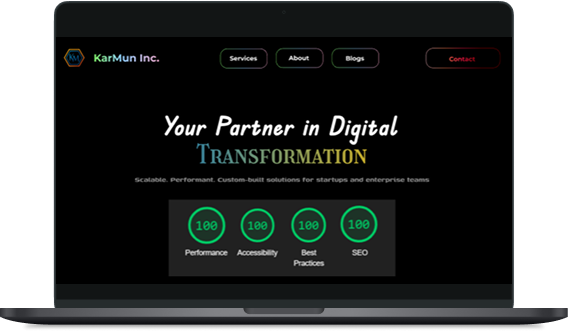 KM
KarMun Inc.
Services
About
Blogs
Contact
Your Partner in Digital
TRANSFORMATION
Scalable. Performant. Custom-built solutions for startups and enterprise teams
100
100
100
100
Performance
Accessibility
Best
Practices
SEO